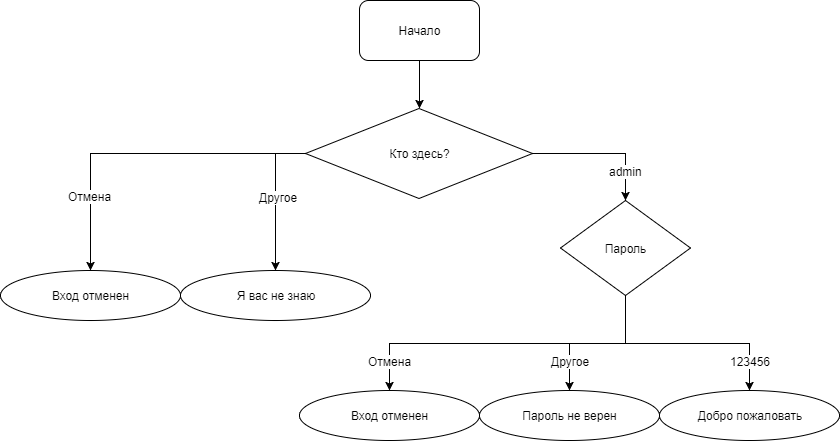 Начало
Кто здесь?
admin
Отмена
Другое
Пароль
Вход отменен
Я вас не знаю
Отмена
Другое
123456
Вход отменен
Пароль не верен
Добро пожаловать